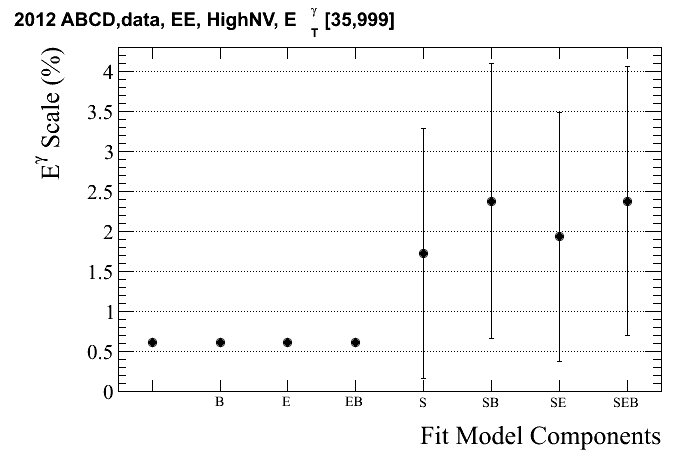 2012 ABCD,data, EE, HighNV, E γ T [35,999]
E^γ Scale (%)
4
3.5
3
2.5
2
1.5
1
0.5
0
B E EB S SB SE SEB
Fit Model Components